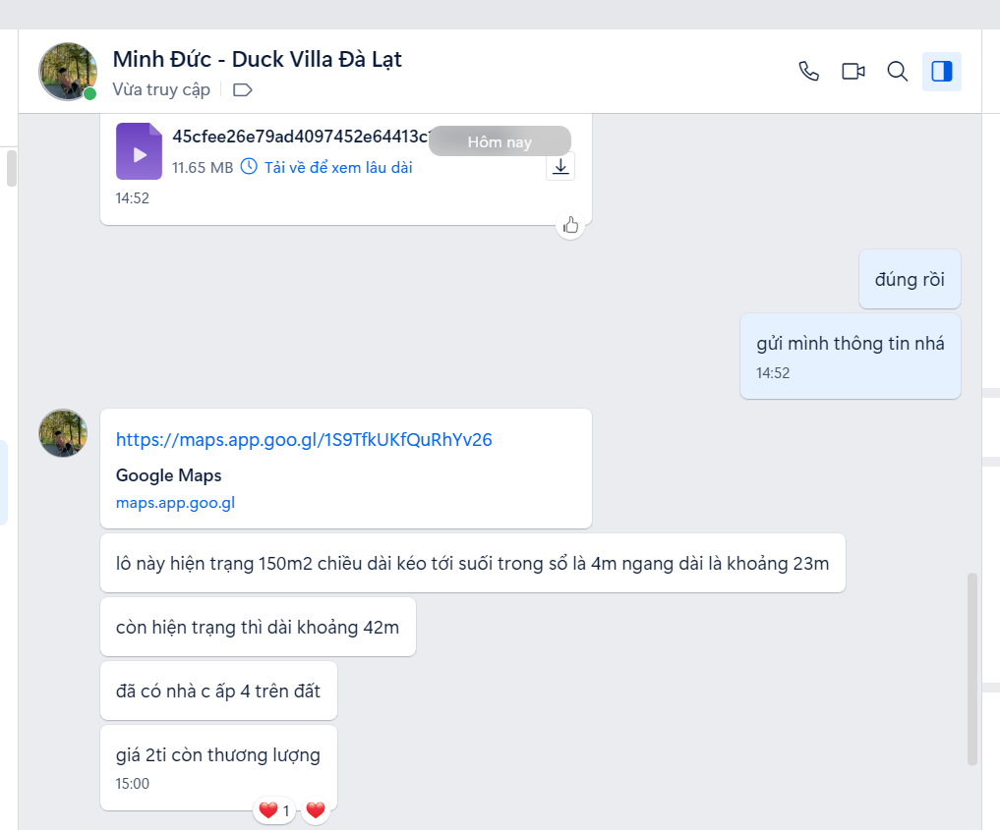 Minh Đức - Duck Villa Đà Lạt
Vừa truy cập
45cfee26e79ad4097452e64413c
Hôm nay
11.65 MB Tải về để xem lâu dài
14:52
đúng rồi
gửi mình thông tin nhá
14:52
https://maps.app.goo.gl/1S9TfkUKfQuRhYv26
Google Maps
maps.app.goo.gl
lô này hiện trạng 150m2 chiều dài kéo tới suối trong sổ là 4m ngang dài là khoảng 23m
còn hiện trạng thì dài khoảng 42m
đã có nhà c ấp 4 trên đất
giá 2ti còn thương lượng
15:00
1